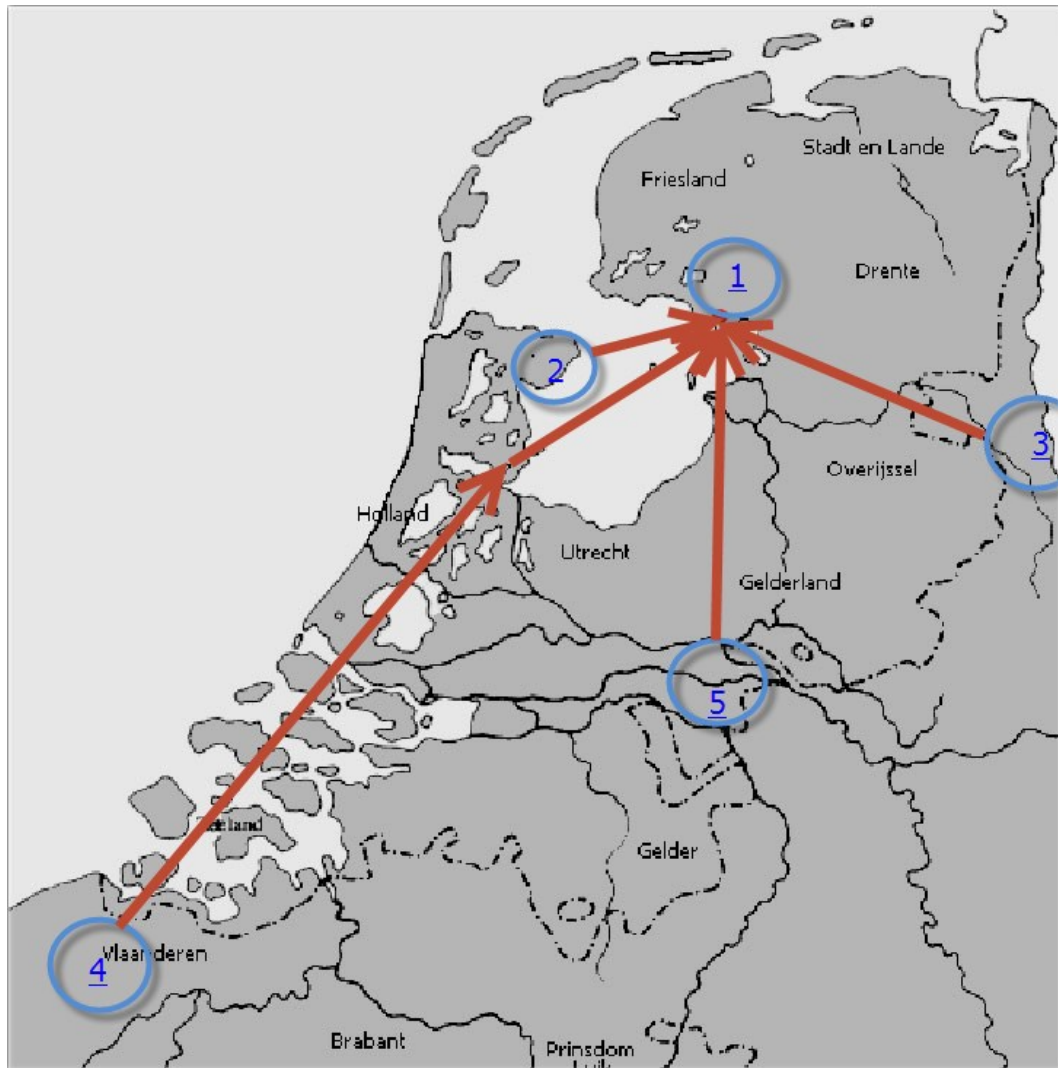 Stadt en Lande
Friesland
Drente
1
2
3
Overijssel
Holland
Utrecht
Gelderland
5
Zeeland
Gelder
Vlaanderen
4
Brabant
Prinsdom
Luik